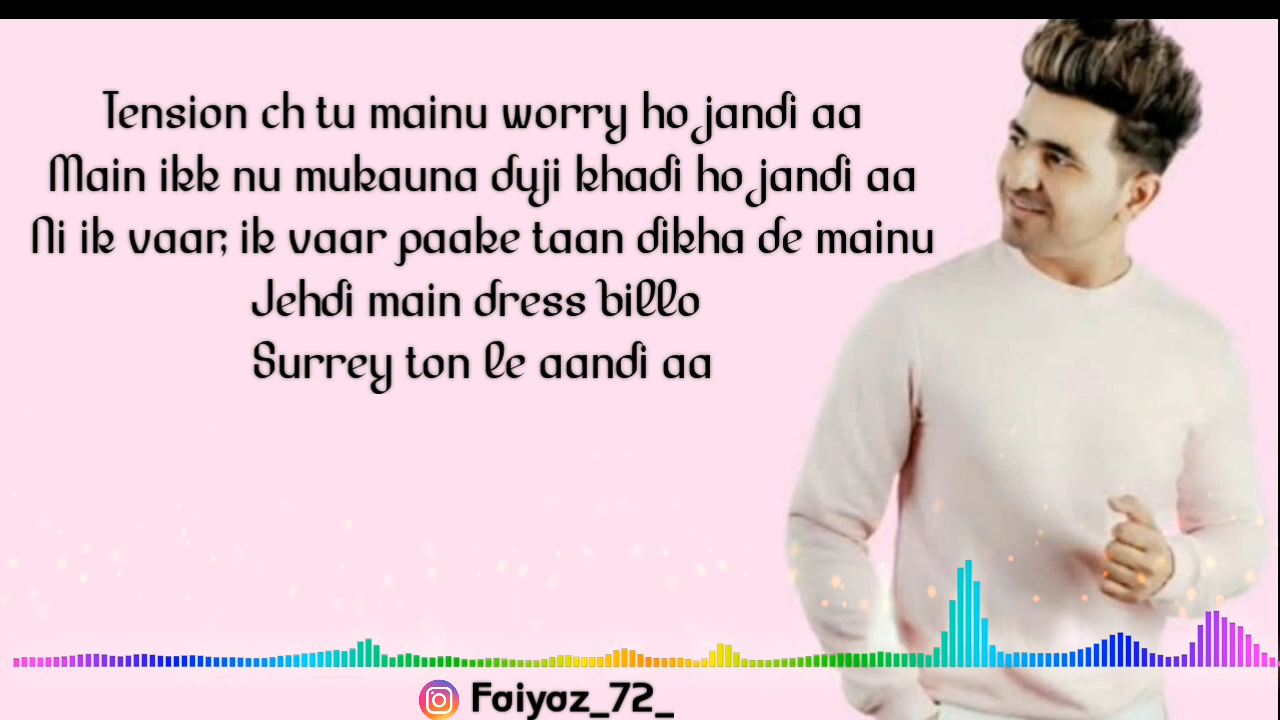 Tension ch tu mainu worry ho jandi aa
Main ikk nu mukauna dyji khadi ho jandi aa
Ni ik vaar, ik vaar paake taan dikha de mainu
Jehdi main dress billo
Surrey ton le aandi aa
Faiyaz_72_